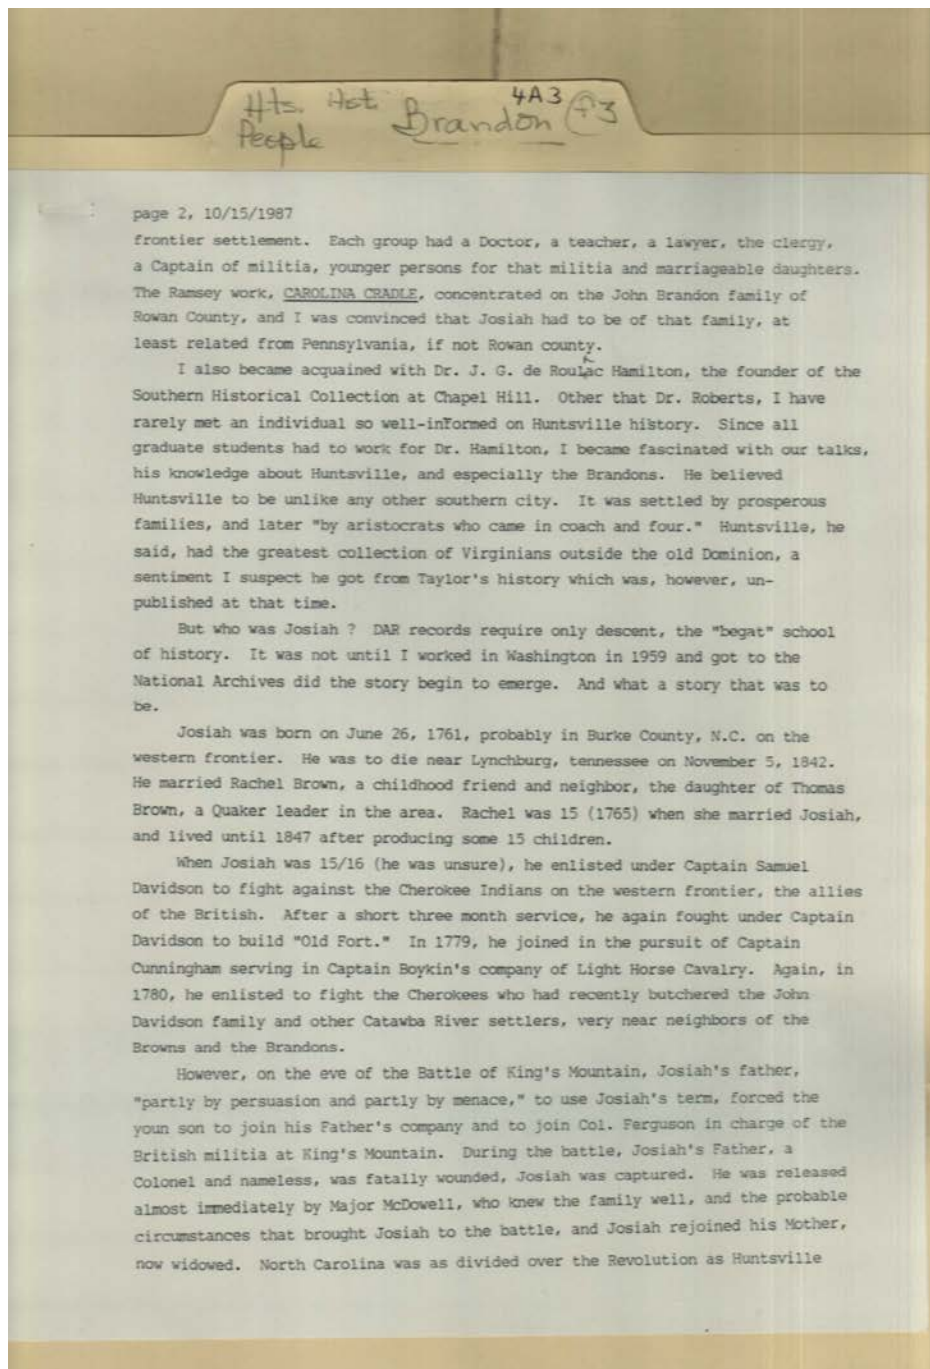 Hts. Hist. 4A3
People Brandon f3
page 2, 10/15/1987
frontier settlement. Each group had a Doctor, a teacher, a lawyer, the clergy,
a Captain of militia, younger persons for that militia and marriageable daughters.
The Ramsey work, CAROLINA CRADLE, concentrated on the John Brandon family of
Rowan County, and I was convinced that Josiah had to be of that family, at
least related from Pennsylvania, if not Rowan county.
I also became acquained with Dr. J. G. de Roulac Hamilton, the founder of the
Southern Historical Collection at Chapel Hill. Other that Dr. Roberts, I have
rarely met an individual so well-informed on Huntsville history. Since all
graduate students had to work for Dr. Hamilton, I became fascinated with our talks,
his knowledge about Huntsville, and especially the Brandons. He believed
Huntsville to be unlike any other southern city. It was settled by prosperous
families, and later "by aristocrats who came in coach and four." Huntsville, he
said, had the greatest collection of Virginians outside the old Dominion, a
sentiment I suspect he got from Taylor's history which was, however, un-
published at that time.
But who was Josiah ? DAR records require only descent, the "begat" school
of history. It was not until I worked in Washington in 1959 and got to the
National Archives did the story begin to emerge. And what a story that was to
be.
Josiah was born on June 26, 1761, probably in Burke County, N.C. on the
western frontier. He was to die near Lynchburg, tennessee on November 5, 1842.
He married Rachel Brown, a childhood friend and neighbor, the daughter of Thomas
Brown, a Quaker leader in the area. Rachel was 15 (1765) when she married Josiah,
and lived until 1847 after producing some 15 children.
When Josiah was 15/16 (he was unsure), he enlisted under Captain Samuel
Davidson to fight against the Cherokee Indians on the western frontier, the allies
of the British. After a short three month service, he again fought under Captain
Davidson to build "Old Fort." In 1779, he joined in the pursuit of Captain
Cunningham serving in Captain Boykin's company of Light Horse Cavalry. Again, in
1780, he enlisted to fight the Cherokees who had recently butchered the John
Davidson family and other Catawba River settlers, very near neighbors of the
Browns and the Brandons.
However, on the eve of the Battle of King's Mountain, Josiah's father,
"partly by persuasion and partly by menace," to use Josiah's term, forced the
youn son to join his Father's company and to join Col. Ferguson in charge of the
British militia at King's Mountain. During the battle, Josiah's Father, a
Colonel and nameless, was fatally wounded, Josiah was captured. He was released
almost immediately by Major McDowell, who knew the family well, and the probable
circumstances that brought Josiah to the battle, and Josiah rejoined his Mother,
now widowed. North Carolina was as divided over the Revolution as Huntsville